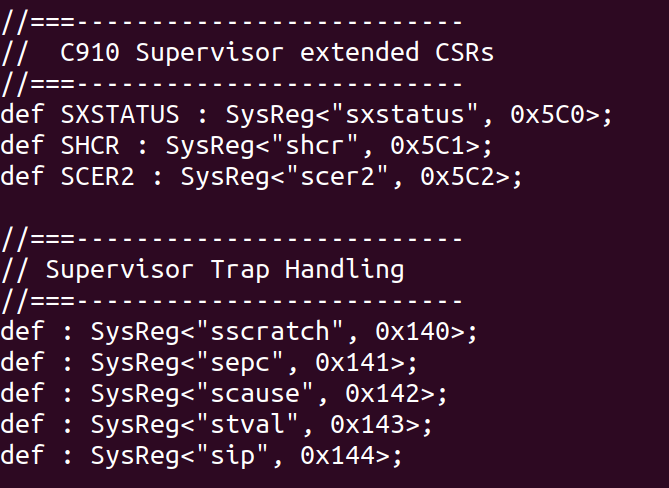 //===--------------------------
//  C910 Supervisor extended CSRs
//===--------------------------
def SXSTATUS : SysReg<"sxstatus", 0x5C0>;
def SHCR : SysReg<"shcr", 0x5C1>;
def SCER2 : SysReg<"scer2", 0x5C2>;

//===--------------------------
// Supervisor Trap Handling
//===--------------------------
def : SysReg<"sscratch", 0x140>;
def : SysReg<"sepc", 0x141>;
def : SysReg<"scause", 0x142>;
def : SysReg<"stval", 0x143>;
def : SysReg<"sip", 0x144>;